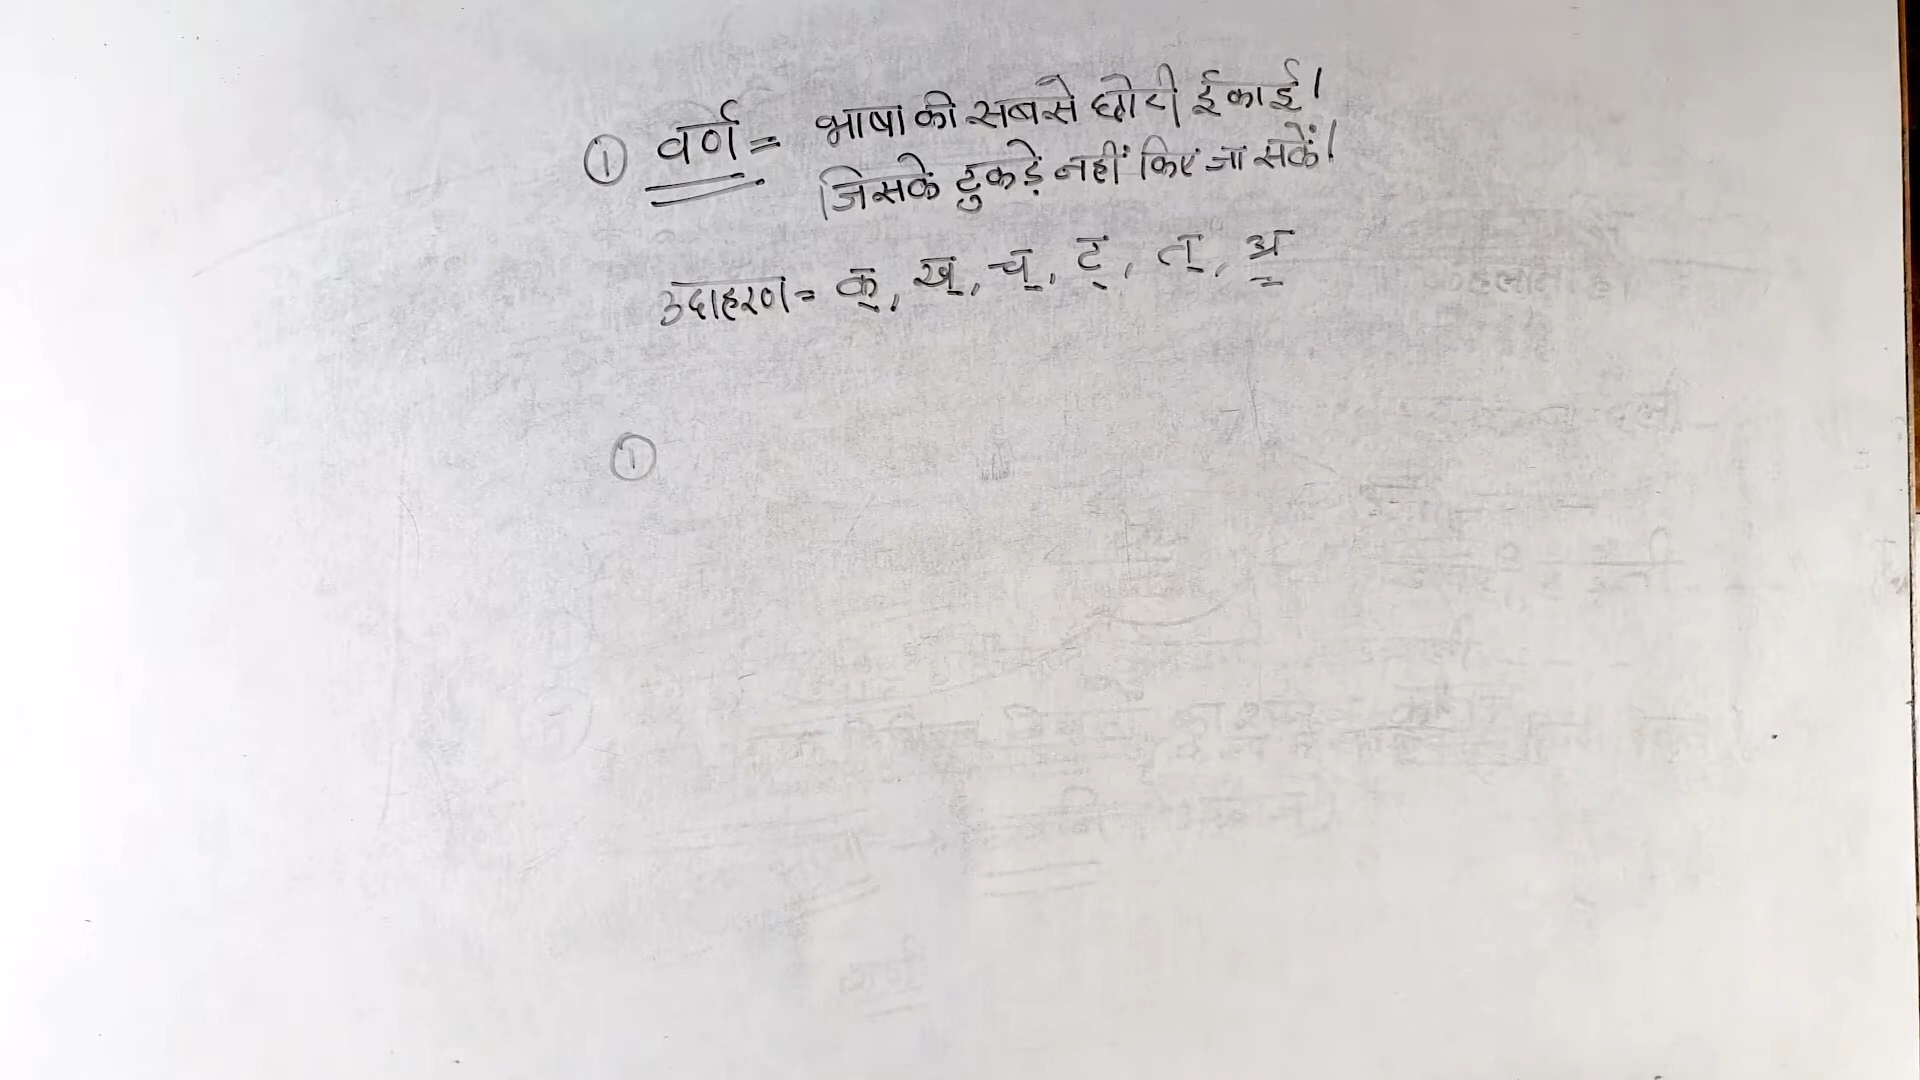 ① वर्ण = भाषा की सबसे छोटी ईकाई।
जिसके टुकड़े नहीं किए जा सकें।
उदाहरण = क्, ख्, च्, ट्, त्, अ
①